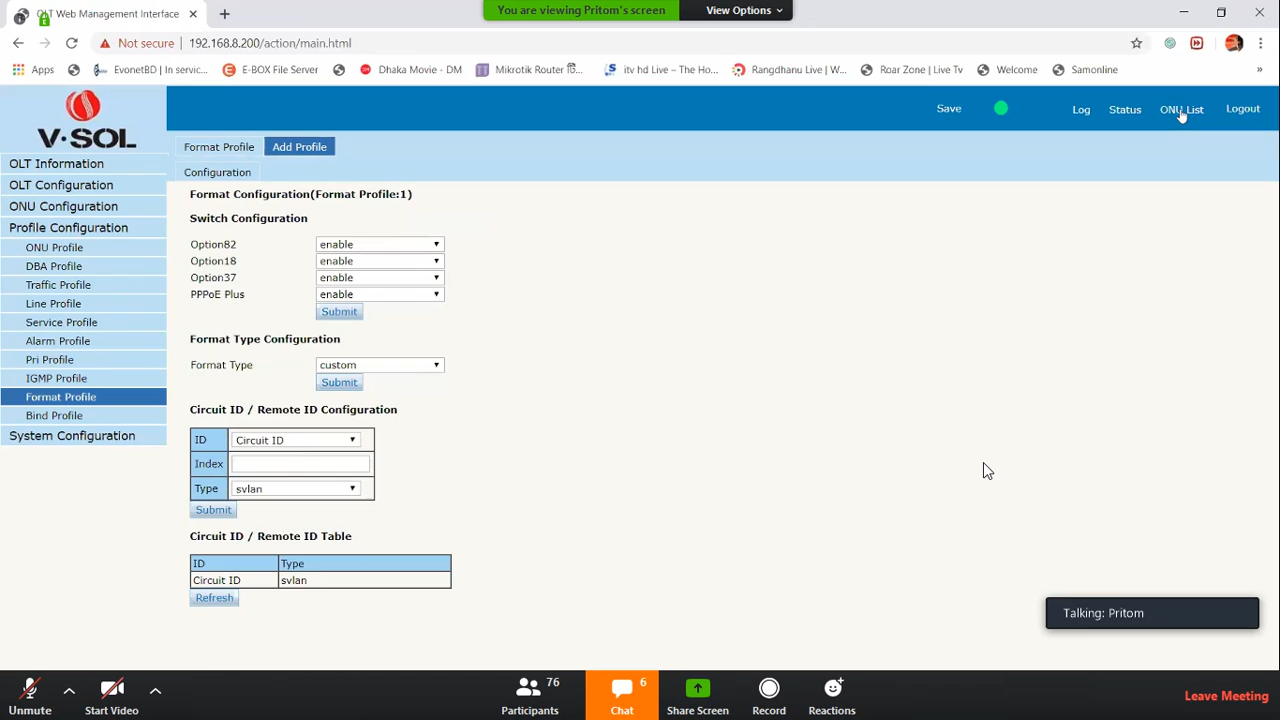 OLT Web Management Interface
You are viewing Pritom's screen
View Options
Not secure
192.168.8.200/action/main.html
Apps
EvonetBD | In servic...
E-BOX File Server
Dhaka Movie - DM
itv hd Live – The Ho...
Rangdhanu Live | W...
Roar Zone | Live Tv
Welcome
Samonline
»
V·SOL
Save
Log
Status
ONU List
Logout
OLT Information
OLT Configuration
ONU Configuration
Profile Configuration
ONU Profile
DBA Profile
Traffic Profile
Line Profile
Service Profile
Alarm Profile
Pri Profile
IGMP Profile
Format Profile
Bind Profile
System Configuration
Format Profile
Add Profile
Configuration
Format Configuration(Format Profile:1)
Switch Configuration
Option82 enable
Option18 enable
Option37 enable
PPPoE Plus enable
Submit
Format Type Configuration
Format Type custom
Submit
Circuit ID / Remote ID Configuration
ID Circuit ID
Index
Type svlan
Submit
Circuit ID / Remote ID Table
ID Type
Circuit ID svlan
Refresh
Talking: Pritom
Unmute
Start Video
76
Participants
6
Chat
Share Screen
Record
Reactions
Leave Meeting